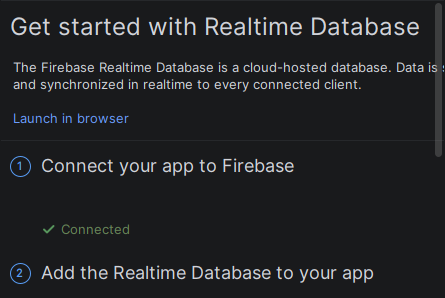 Get started with Realtime Database
The Firebase Realtime Database is a cloud-hosted database. Data is
and synchronized in realtime to every connected client.
Launch in browser
1 Connect your app to Firebase
Connected
2 Add the Realtime Database to your app